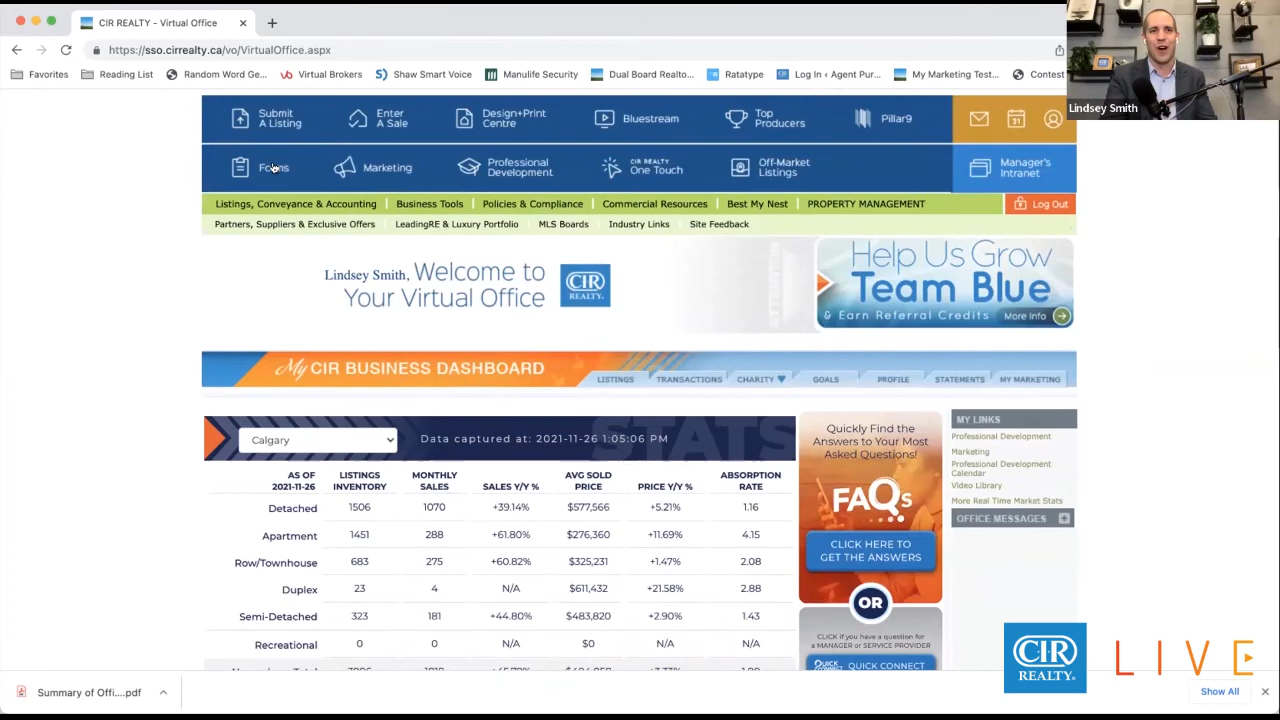 CIR REALTY - Virtual Office
https://sso.cirrealty.ca/vo/VirtualOffice.aspx
Favorites Reading List Random Word Ge... Virtual Brokers Shaw Smart Voice Manulife Security Dual Board Realto... Ratatype Log In ‹ Agent Pur... My Marketing Test... Contest
Lindsey Smith
Submit A Listing
Enter A Sale
Design+Print Centre
Bluestream
Top Producers
Pillar9
31
Forms
Marketing
Professional Development
CIR REALTY One Touch
Off-Market Listings
Manager's Intranet
Listings, Conveyance & Accounting Business Tools Policies & Compliance Commercial Resources Best My Nest PROPERTY MANAGEMENT Log Out
Partners, Suppliers & Exclusive Offers LeadingRE & Luxury Portfolio MLS Boards Industry Links Site Feedback
Lindsey Smith, Welcome to
Your Virtual Office
CIR
REALTY
Help Us Grow
Team Blue
& Earn Referral Credits More Info
My CIR BUSINESS DASHBOARD
LISTINGS TRANSACTIONS CHARITY GOALS PROFILE STATEMENTS MY MARKETING
Calgary
Data captured at: 2021-11-26 1:05:06 PM
STATS
AS OF 2021-11-26 LISTINGS INVENTORY MONTHLY SALES SALES Y/Y % AVG SOLD PRICE PRICE Y/Y % ABSORPTION RATE
Detached 1506 1070 +39.14% $577,566 +5.21% 1.16
Apartment 1451 288 +61.80% $276,360 +11.69% 4.15
Row/Townhouse 683 275 +60.82% $325,231 +1.47% 2.08
Duplex 23 4 N/A $611,432 +21.58% 2.88
Semi-Detached 323 181 +44.80% $483,820 +2.90% 1.43
Recreational 0 0 N/A $0 N/A N/A
Quickly Find the
Answers to Your Most
Asked Questions!
FAQs
CLICK HERE TO
GET THE ANSWERS
OR
CLICK if you have a question for
a MANAGER or SERVICE PROVIDER
QUICK CONNECT
MY LINKS
Professional Development
Marketing
Professional Development
Calendar
Video Library
More Real Time Market Stats
OFFICE MESSAGES
CIR
REALTY
LIVE
Summary of Offi....pdf
Show All